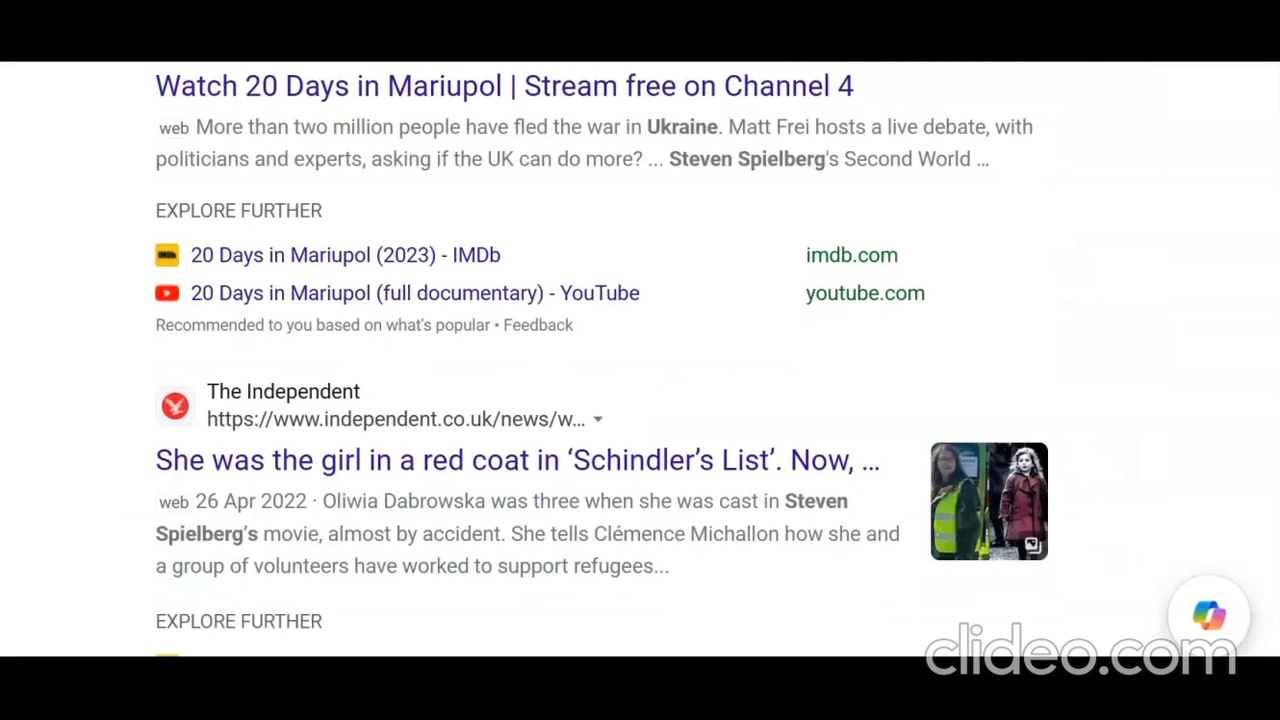 Watch 20 Days in Mariupol | Stream free on Channel 4
web More than two million people have fled the war in Ukraine. Matt Frei hosts a live debate, with
politicians and experts, asking if the UK can do more? ... Steven Spielberg's Second World ...
EXPLORE FURTHER
20 Days in Mariupol (2023) - IMDb imdb.com
20 Days in Mariupol (full documentary) - YouTube youtube.com
Recommended to you based on what's popular • Feedback
The Independent
https://www.independent.co.uk/news/w...
She was the girl in a red coat in ‘Schindler’s List’. Now, ...
web 26 Apr 2022 · Oliwia Dabrowska was three when she was cast in Steven
Spielberg’s movie, almost by accident. She tells Clémence Michallon how she and
a group of volunteers have worked to support refugees...
EXPLORE FURTHER
clideo.com